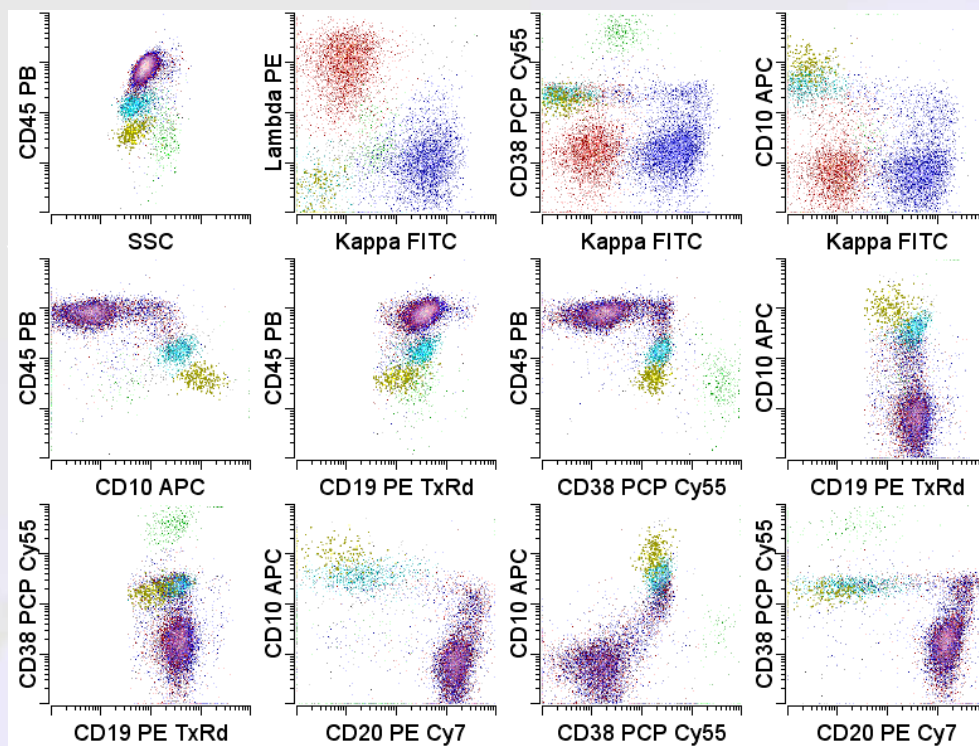 CD45 PB
SSC
Lambda PE
Kappa FITC
CD38 PCP Cy55
Kappa FITC
CD10 APC
Kappa FITC
CD45 PB
CD10 APC
CD45 PB
CD19 PE TxRd
CD45 PB
CD38 PCP Cy55
CD10 APC
CD19 PE TxRd
CD38 PCP Cy55
CD19 PE TxRd
CD10 APC
CD20 PE Cy7
CD10 APC
CD38 PCP Cy55
CD38 PCP Cy55
CD20 PE Cy7